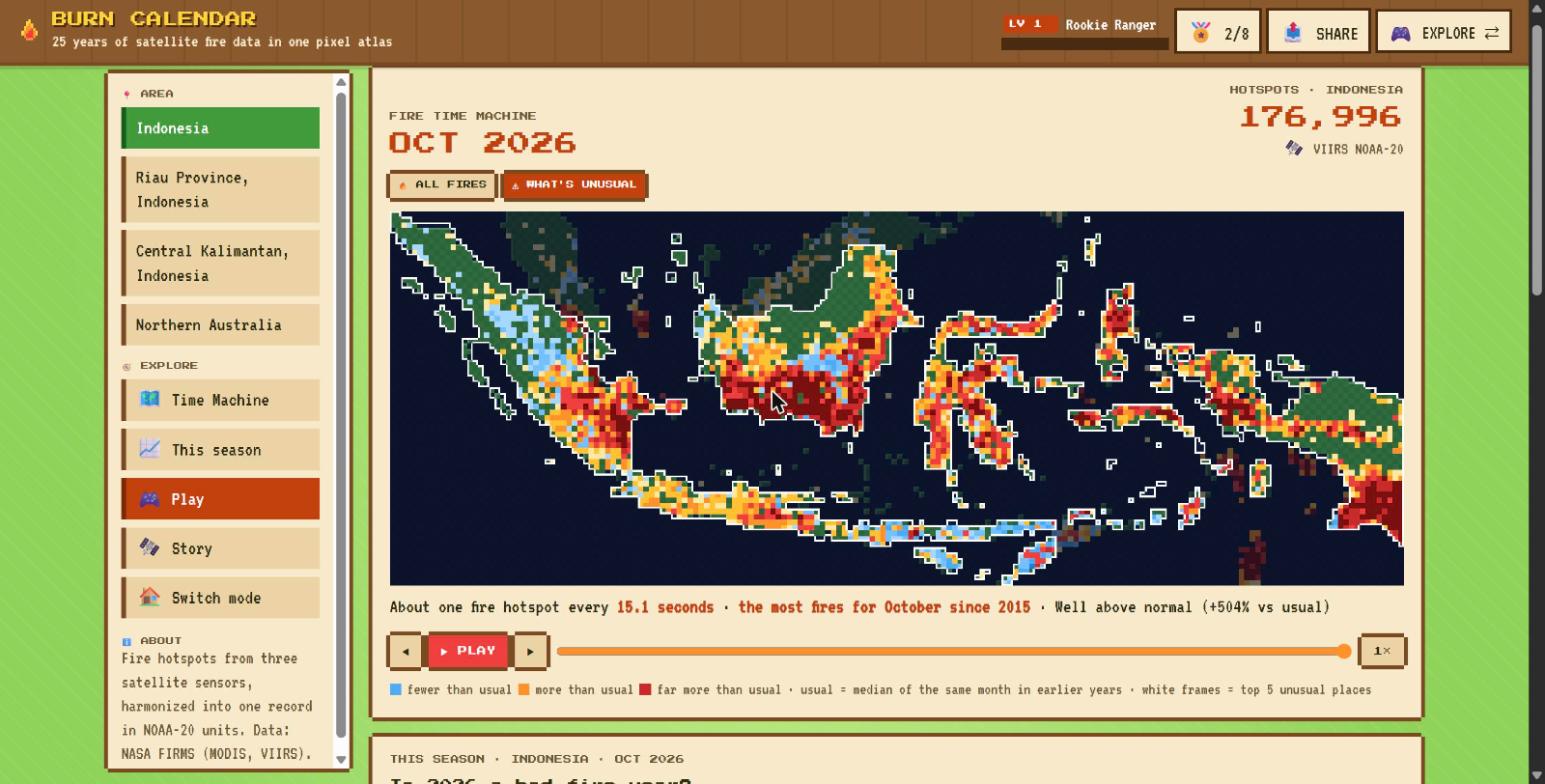 BURN CALENDAR
25 years of satellite fire data in one pixel atlas
LV 1 Rookie Ranger
2/8
SHARE
EXPLORE ⇄
AREA
Indonesia
Riau Province,
Indonesia
Central Kalimantan,
Indonesia
Northern Australia
EXPLORE
Time Machine
This season
Play
Story
Switch mode
ABOUT
Fire hotspots from three
satellite sensors,
harmonized into one record
in NOAA-20 units. Data:
NASA FIRMS (MODIS, VIIRS).
FIRE TIME MACHINE
OCT 2026
HOTSPOTS · INDONESIA
176,996
VIIRS NOAA-20
ALL FIRES
WHAT'S UNUSUAL
About one fire hotspot every 15.1 seconds · the most fires for October since 2015 · Well above normal (+504% vs usual)
◂ ▸ PLAY ▸ 1×
fewer than usual more than usual far more than usual · usual = median of the same month in earlier years · white frames = top 5 unusual places
THIS SEASON · INDONESIA · OCT 2026
Is 2026 a bad fire year?